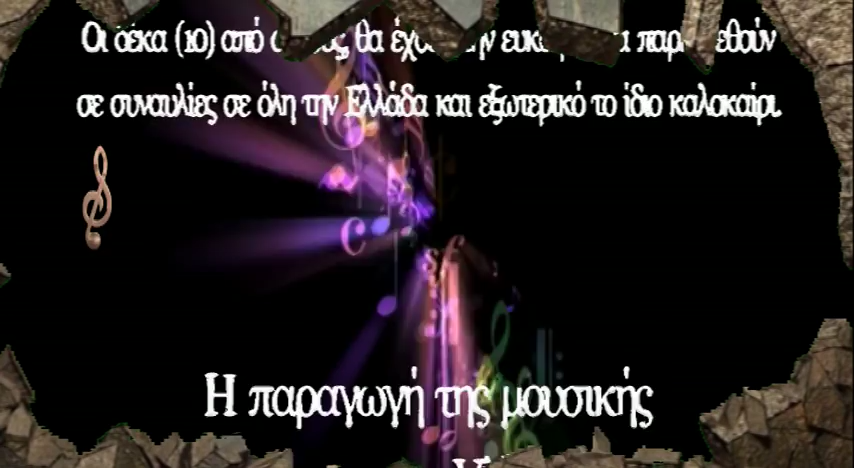 Οι δέκα (10) από θα
σε συναυλίες σε όλη την Ελλάδα και εξωτερικό το ίδιο καλοκαίρι.
Η παραγωγή της μουσικής